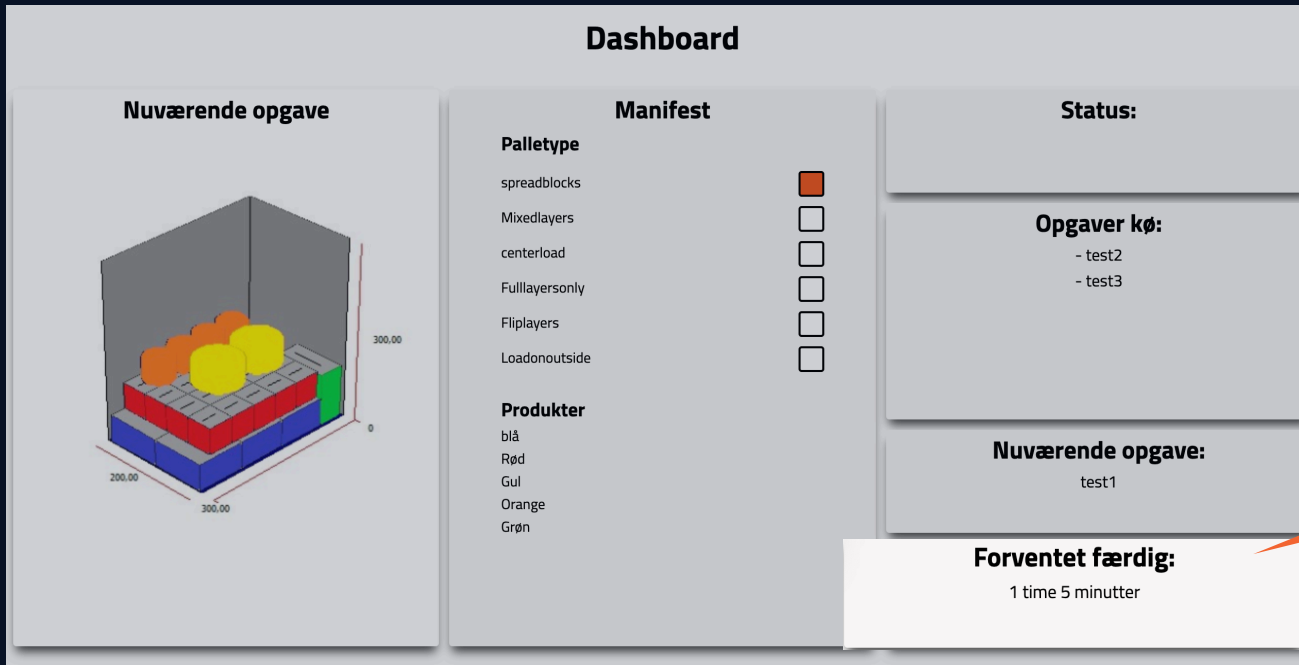 Dashboard
Nuværende opgave
300,00
0
200,00
300,00
Manifest
Palletype
spreadblocks
Mixedlayers
centerload
Fulllayersonly
Fliplayers
Loadonoutside
Produkter
blå
Rød
Gul
Orange
Grøn
Status:
Opgaver kø:
- test2
- test3
Nuværende opgave:
test1
Forventet færdig:
1 time 5 minutter